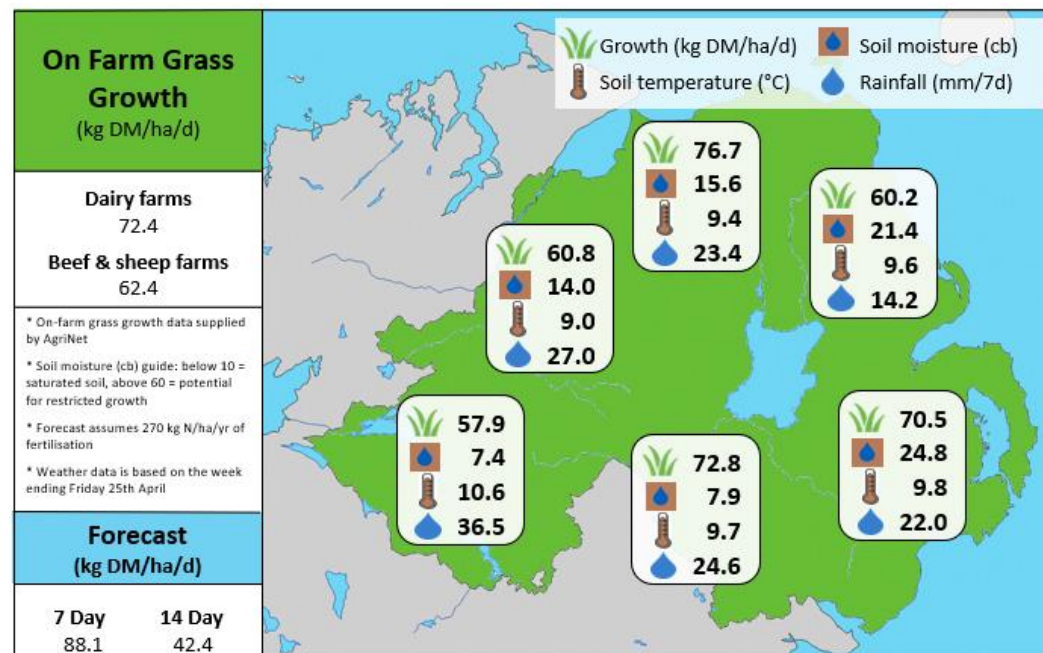 On Farm Grass
Growth
(kg DM/ha/d)
Dairy farms
72.4
Beef & sheep farms
62.4
* On-farm grass growth data supplied
by AgriNet
* Soil moisture (cb) guide: below 10 =
saturated soil, above 60 = potential
for restricted growth
* Forecast assumes 270 kg N/ha/yr of
fertilisation
* Weather data is based on the week
ending Friday 25th April
Forecast
(kg DM/ha/d)
7 Day 14 Day
88.1 42.4
Growth (kg DM/ha/d) Soil moisture (cb)
Soil temperature (°C) Rainfall (mm/7d)
76.7
15.6
9.4
23.4
60.2
21.4
9.6
14.2
60.8
14.0
9.0
27.0
57.9
7.4
10.6
36.5
72.8
7.9
9.7
24.6
70.5
24.8
9.8
22.0